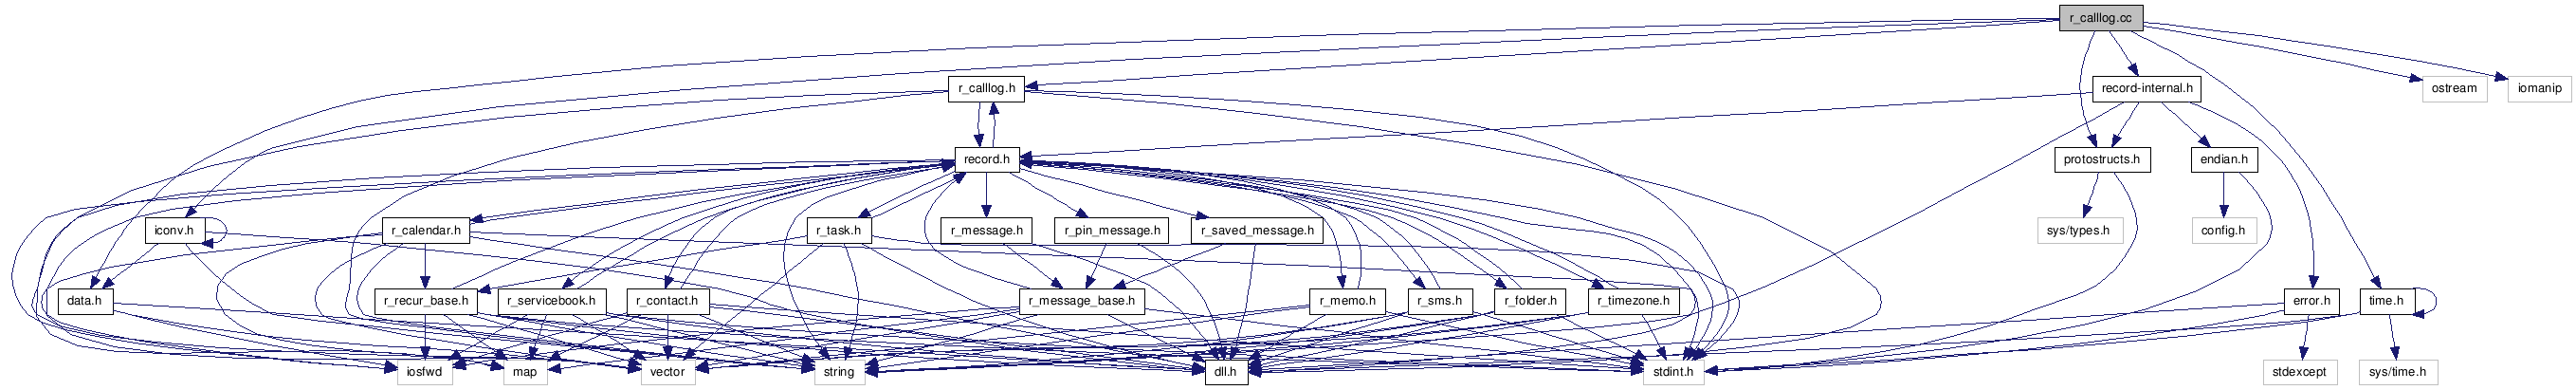 r_calllog.cc
r_calllog.h
record-internal.h
ostream
iomanip
record.h
protostructs.h
endian.h
iconv.h
r_calendar.h
r_task.h
r_message.h
r_pin_message.h
r_saved_message.h
sys/types.h
config.h
data.h
r_recur_base.h
r_servicebook.h
r_contact.h
r_message_base.h
r_memo.h
r_sms.h
r_folder.h
r_timezone.h
error.h
time.h
iosfwd
map
vector
string
dll.h
stdint.h
stdexcept
sys/time.h